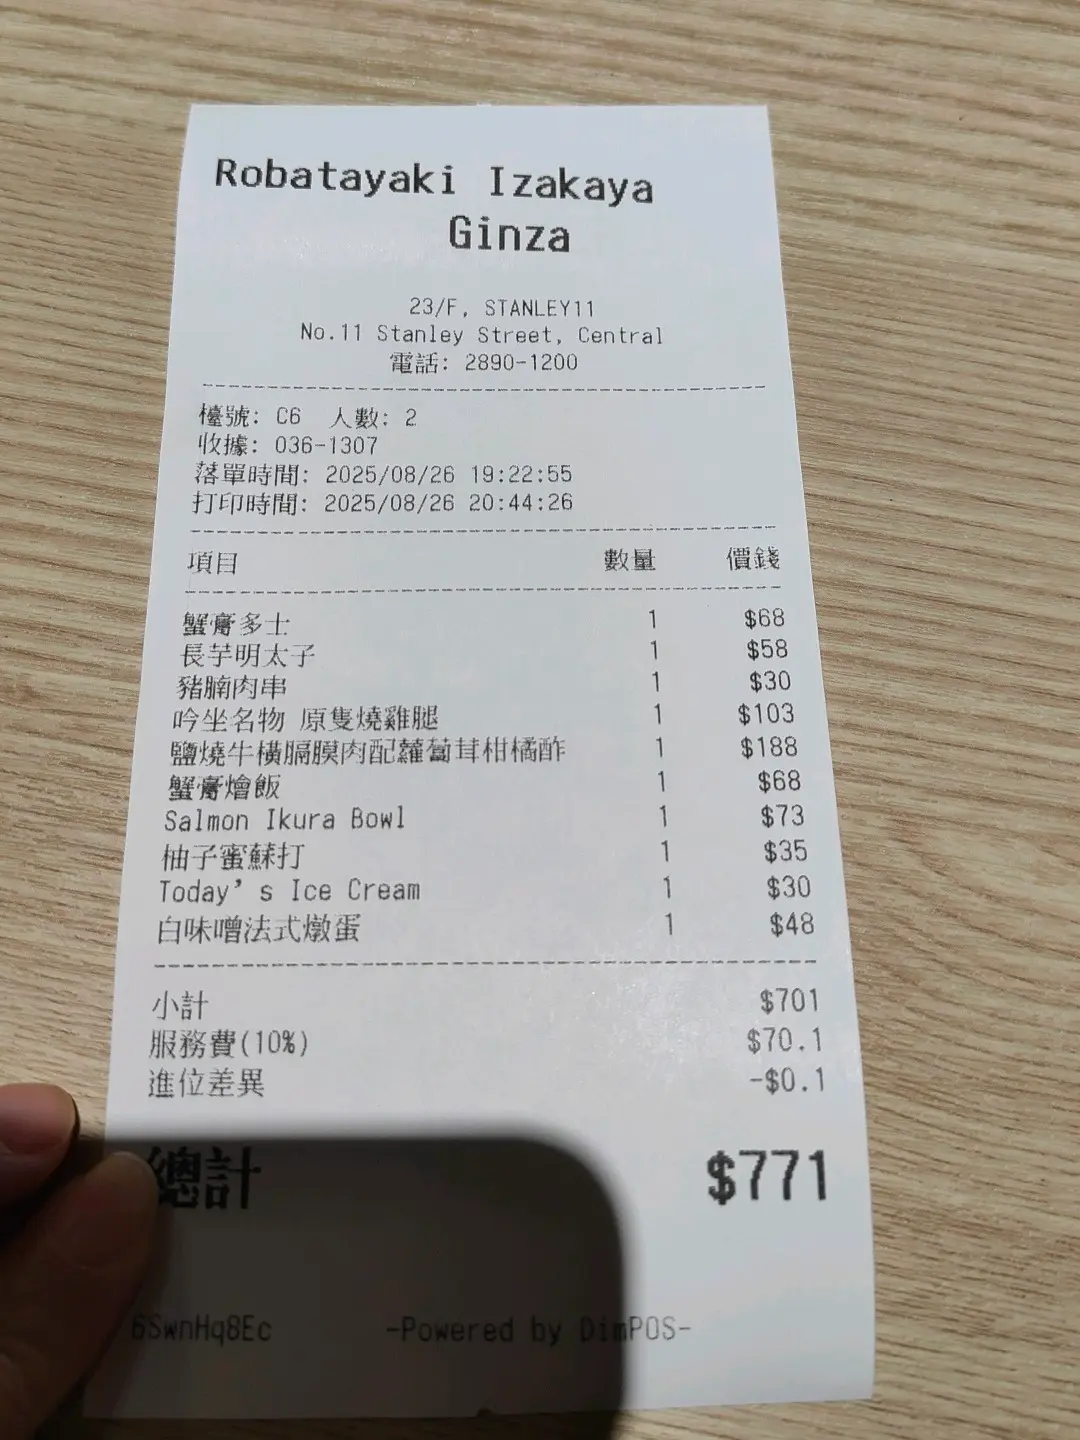 Robatayaki Izakaya
Ginza
23/F, STANLEY11
No.11 Stanley Street, Central
電話: 2890-1200
檯號: C6 人數: 2
收據: 036-1307
落單時間: 2025/08/26 19:22:55
打印時間: 2025/08/26 20:44:26
項目 數量 價錢
蟹膏多士 1 $68
長芋明太子 1 $58
豬腩肉串 1 $30
吟坐名物 原隻燒雞腿 1 $103
鹽燒牛橫膈膜肉配蘿蔔茸柑橘酢 1 $188
蟹膏燴飯 1 $68
Salmon Ikura Bowl 1 $73
柚子蜜蘇打 1 $35
Today’s Ice Cream 1 $30
白味噌法式燉蛋 1 $48
小計 $701
服務費(10%) $70.1
進位差異 -$0.1
總計 $771
6SwnHq8Ec -Powered by DimPOS-